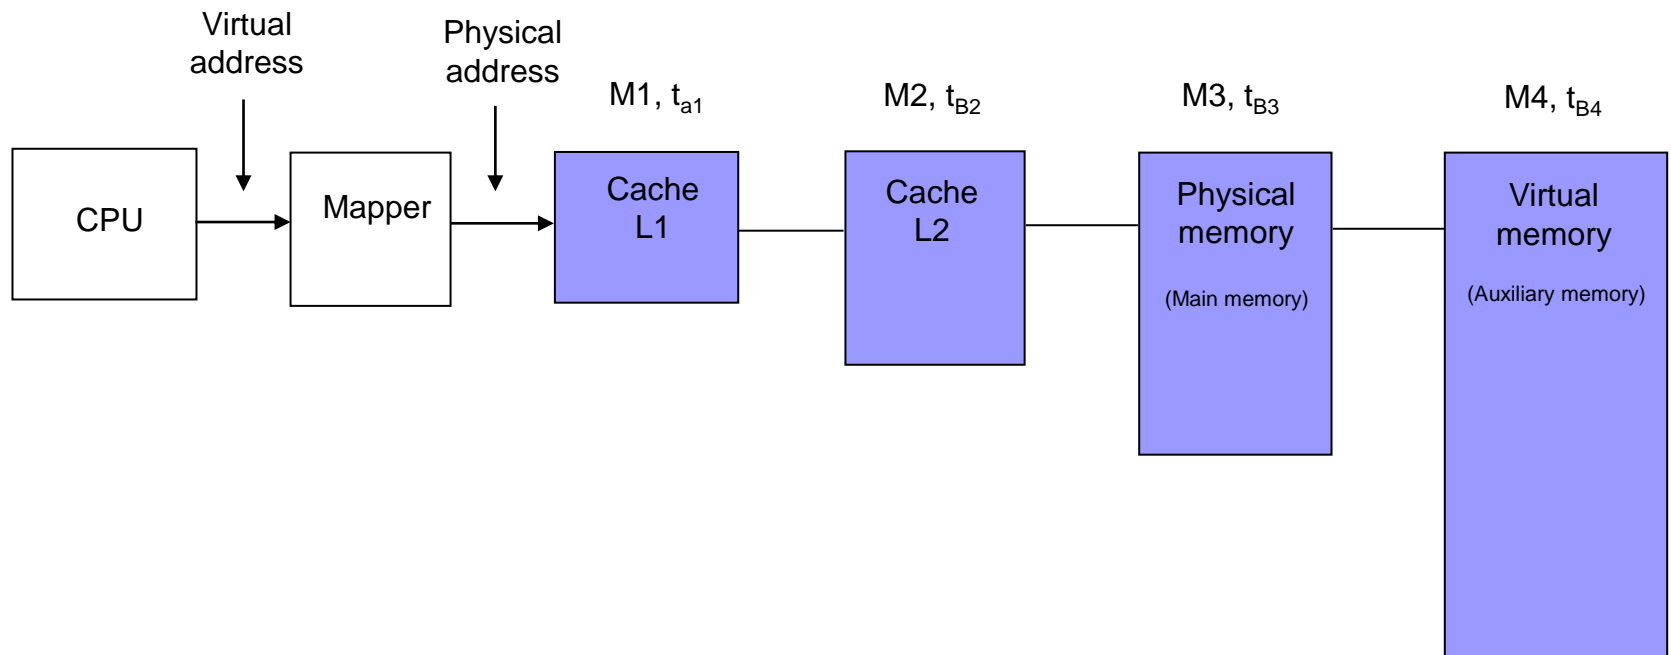 Virtual
address
Physical
address
M1, ta1
M2, tB2
M3, tB3
M4, tB4
CPU
Mapper
Cache
L1
Cache
L2
Physical
memory
(Main memory)
Virtual
memory
(Auxiliary memory)